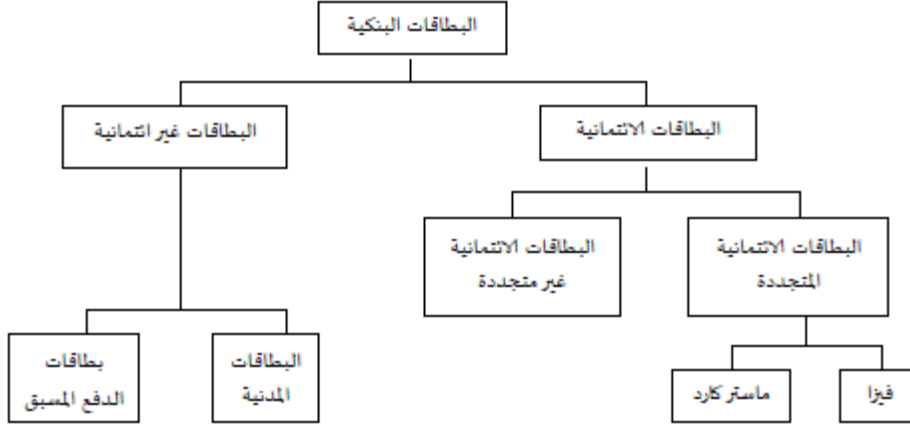 البطاقات البنكية
البطاقات الائتمانية
البطاقات غير ائتمانية
البطاقات الائتمانية
المتجددة
البطاقات الائتمانية
غير متجددة
البطاقات
المدنية
بطاقات
الدفع المسبق
فيزا
ماستر كارد